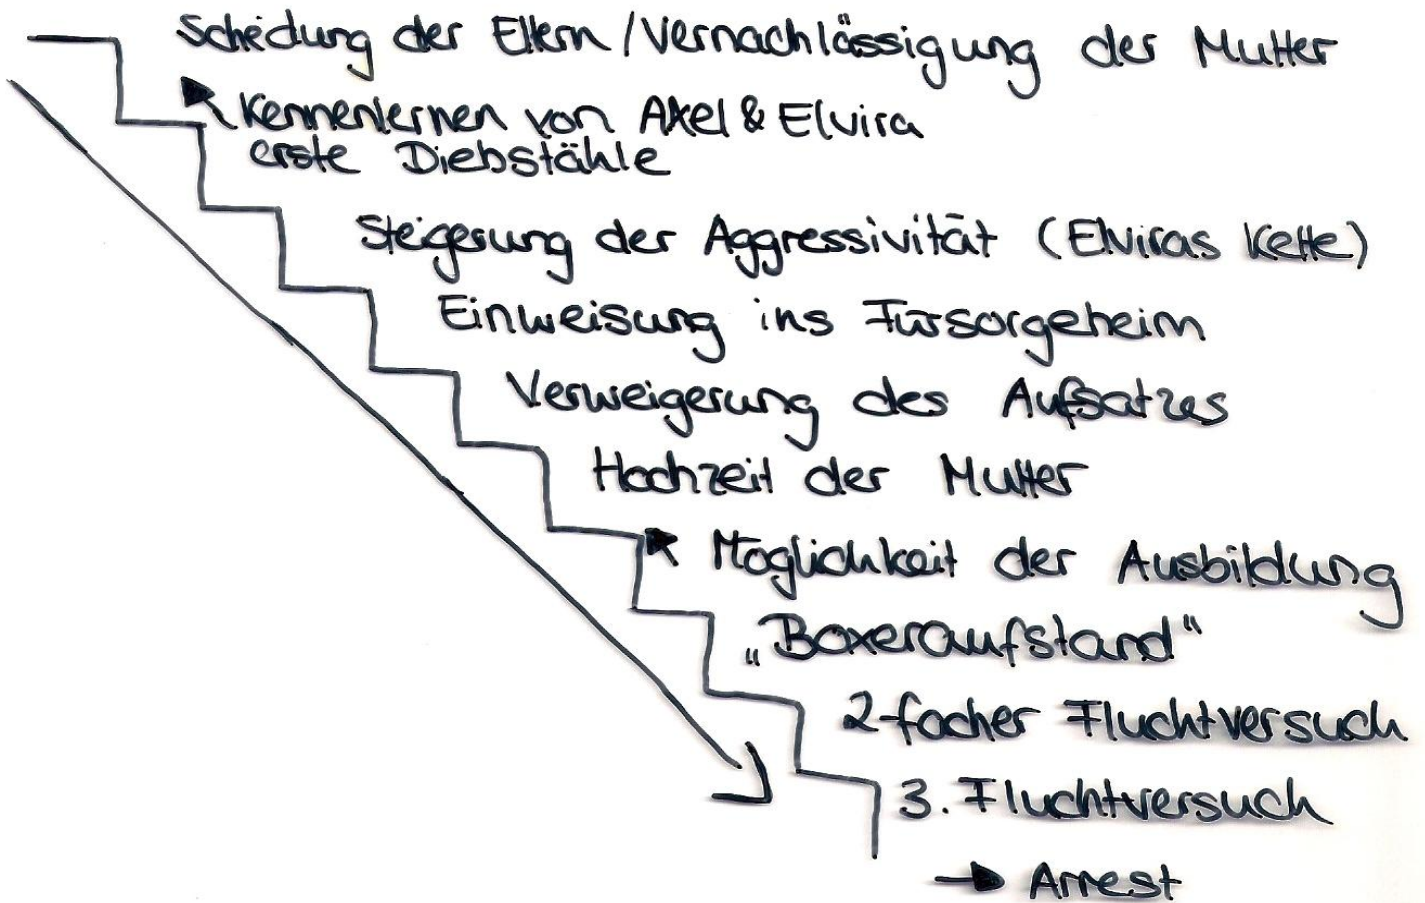 Scheidung der Eltern / Vernachlässigung der Mutter
Kennenlernen von Axel & Elvira
erste Diebstähle
Steigerung der Aggressivität (Elviras Kette)
Einweisung ins Fürsorgeheim
Verweigerung des Aufsatzes
Hochzeit der Mutter
Möglichkeit der Ausbildung
„Boxeraufstand“
2-facher Fluchtversuch
3. Fluchtversuch
→ Arrest